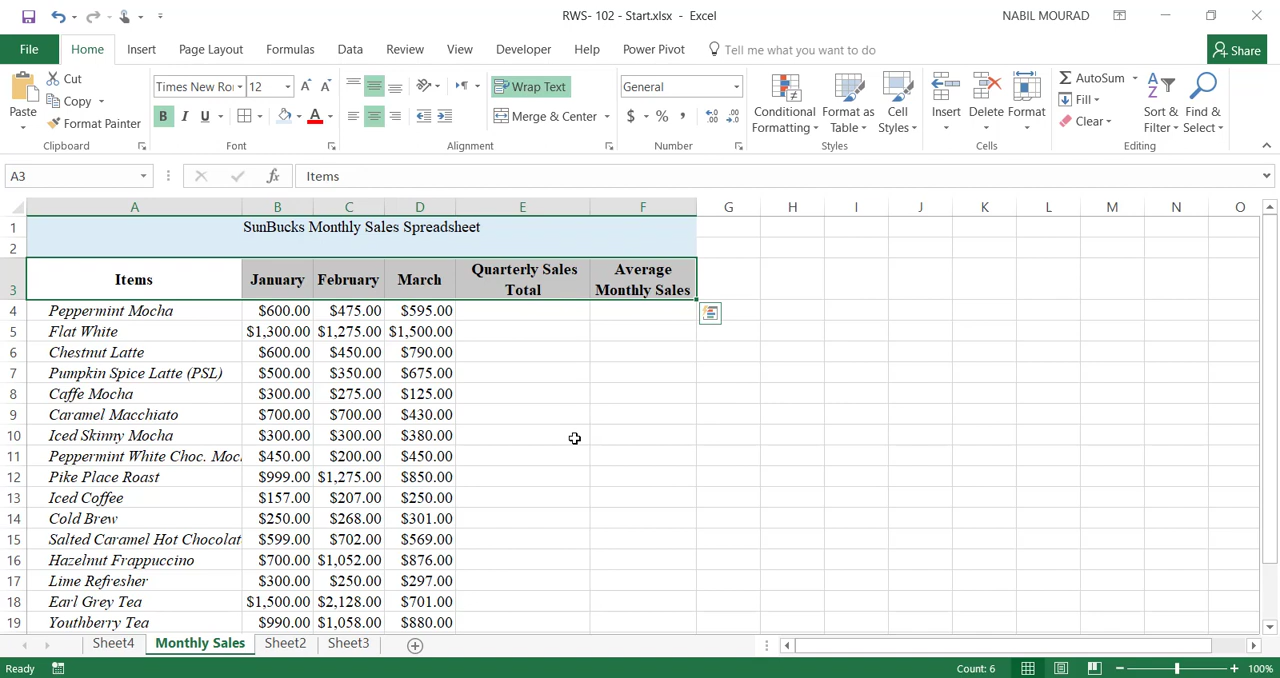 RWS- 102 - Start.xlsx - Excel
NABIL MOURAD
File Home Insert Page Layout Formulas Data Review View Developer Help Power Pivot Tell me what you want to do Share
Paste
Cut
Copy
Format Painter
Clipboard
Times New Ro 12
B I U
Font
Wrap Text
Merge & Center
Alignment
General
$ % ,
Number
Conditional Formatting
Format as Table
Cell Styles
Styles
Insert
Delete
Format
Cells
AutoSum
Fill
Clear
Sort & Filter
Find & Select
Editing
A3 fx Items
A B C D E F G H I J K L M N O
1 SunBucks Monthly Sales Spreadsheet
2
3 Items January February March Quarterly Sales Total Average Monthly Sales
4 Peppermint Mocha $600.00 $475.00 $595.00
5 Flat White $1,300.00 $1,275.00 $1,500.00
6 Chestnut Latte $600.00 $450.00 $790.00
7 Pumpkin Spice Latte (PSL) $500.00 $350.00 $675.00
8 Caffe Mocha $300.00 $275.00 $125.00
9 Caramel Macchiato $700.00 $700.00 $430.00
10 Iced Skinny Mocha $300.00 $300.00 $380.00
11 Peppermint White Choc. Moc $450.00 $200.00 $450.00
12 Pike Place Roast $999.00 $1,275.00 $850.00
13 Iced Coffee $157.00 $207.00 $250.00
14 Cold Brew $250.00 $268.00 $301.00
15 Salted Caramel Hot Chocolat $599.00 $702.00 $569.00
16 Hazelnut Frappuccino $700.00 $1,052.00 $876.00
17 Lime Refresher $300.00 $250.00 $297.00
18 Earl Grey Tea $1,500.00 $2,128.00 $701.00
19 Youthberry Tea $990.00 $1,058.00 $880.00
Sheet4 Monthly Sales Sheet2 Sheet3
Ready Count: 6 100%